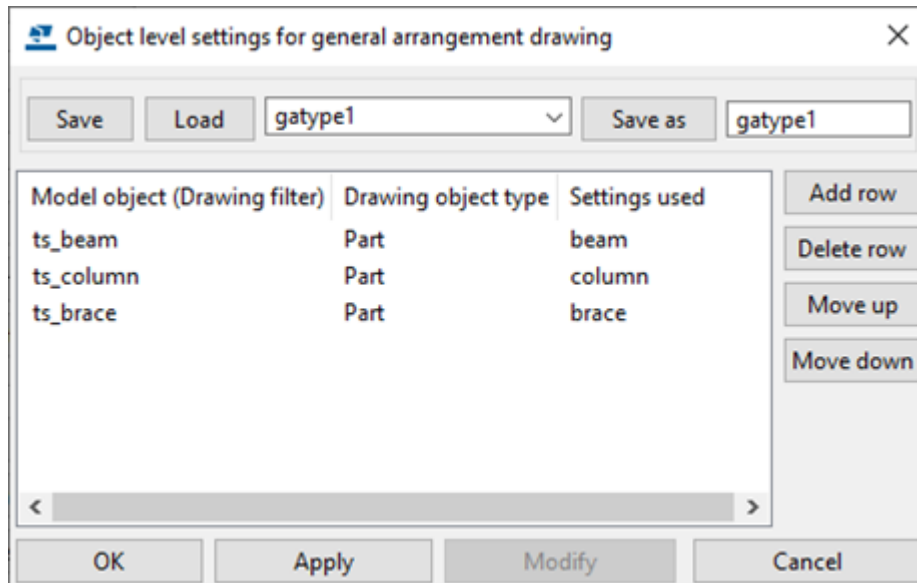 Object level settings for general arrangement drawing
Save Load gatype1 Save as gatype1
Model object (Drawing filter) Drawing object type Settings used
ts_beam Part beam
ts_column Part column
ts_brace Part brace
Add row
Delete row
Move up
Move down
OK Apply Modify Cancel